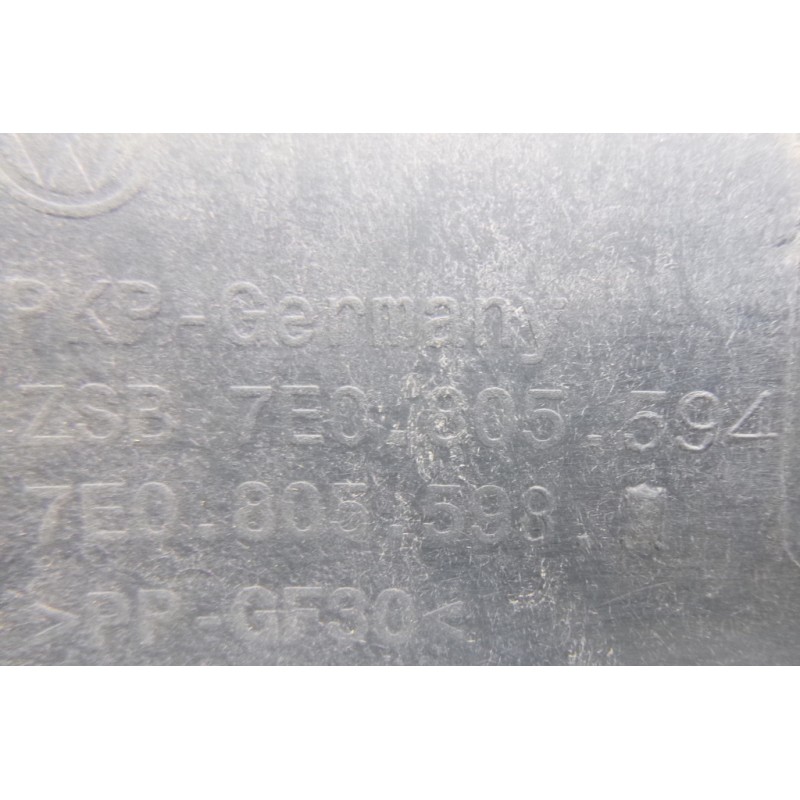 PKP-Germany
ZSB 7E0.805.594
7E0.805.598
>PP-GF30<